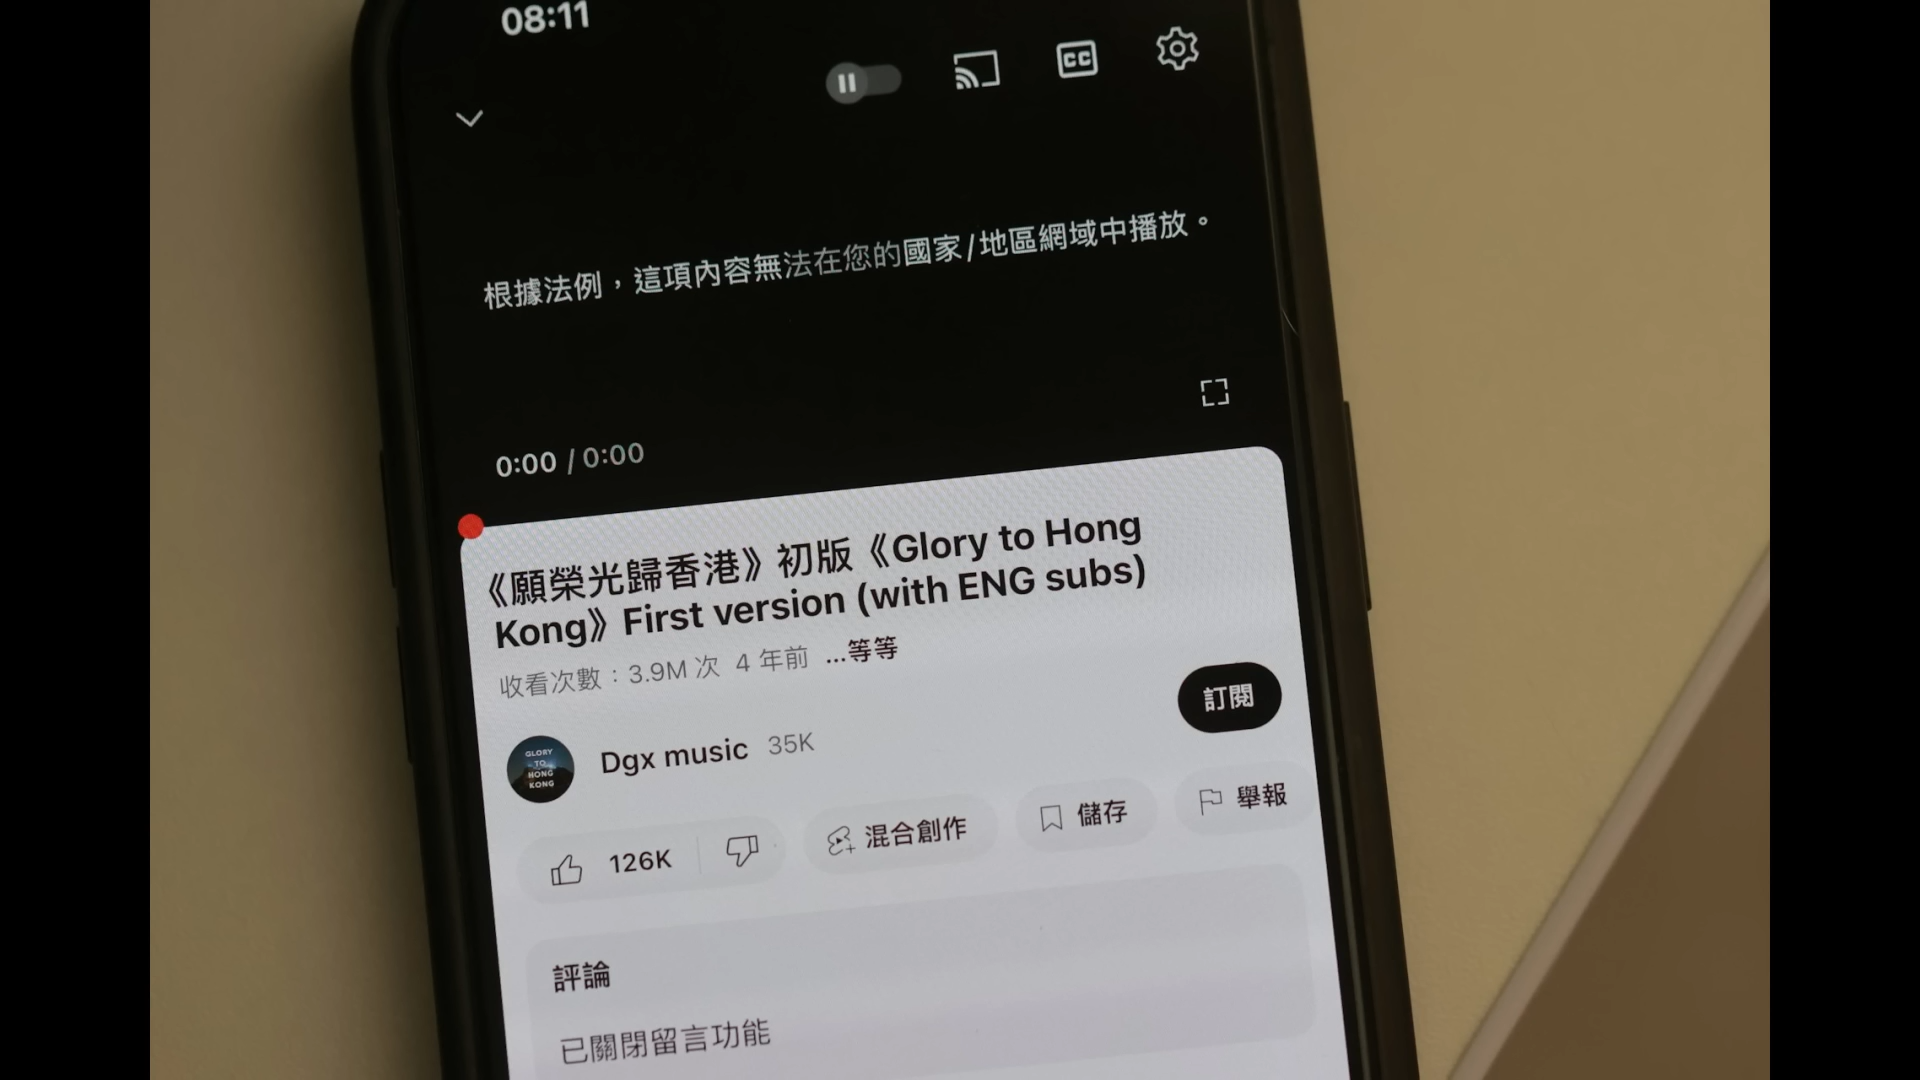 08:11
CC
根據法例，這項內容無法在您的國家/地區網域中播放。
0:00 / 0:00
《願榮光歸香港》初版《Glory to Hong
Kong》First version (with ENG subs)
收看次數：3.9M 次 4 年前 ...等等
訂閱
GLORY
TO
HONG
KONG
Dgx music 35K
126K
混合創作
儲存
舉報
評論
已關閉留言功能